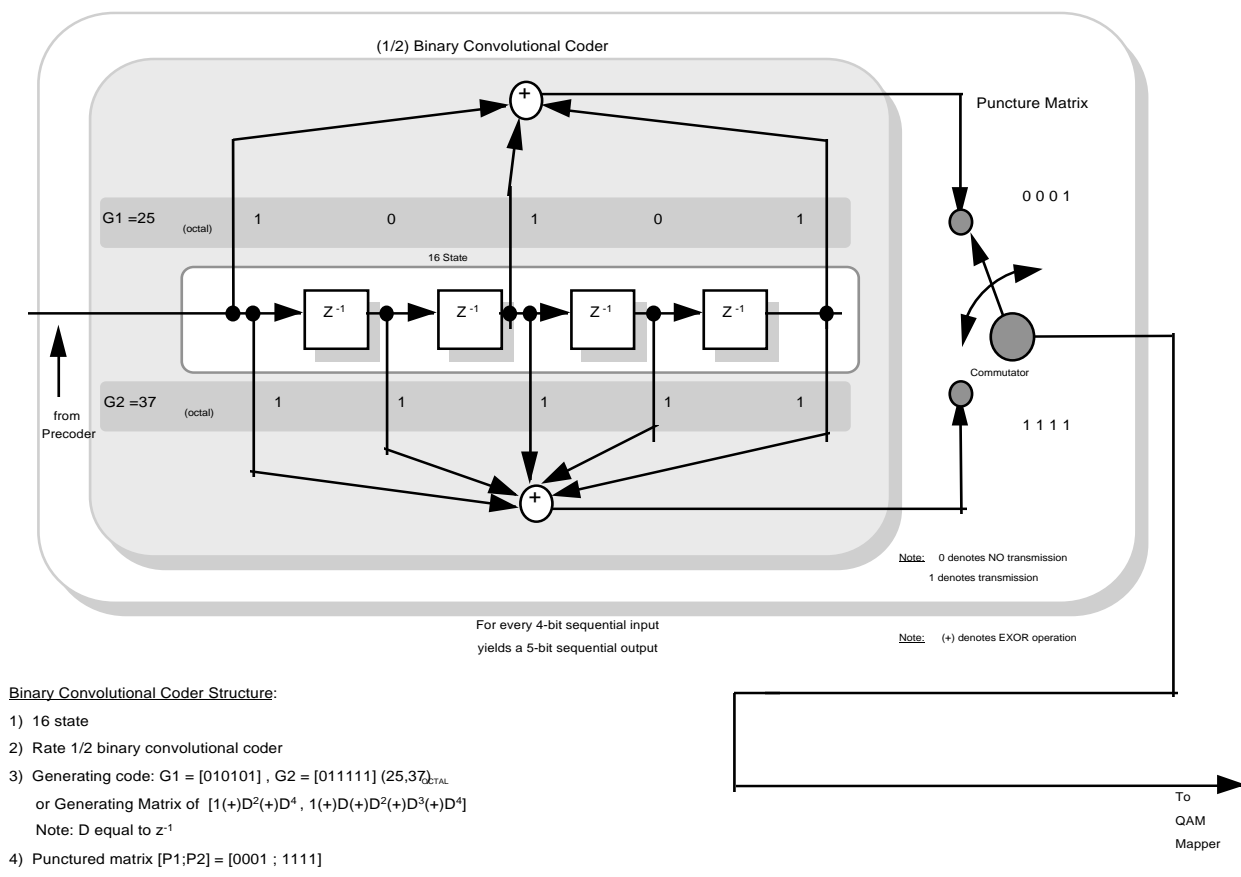 (1/2) Binary Convolutional Coder
+
Puncture Matrix
0 0 0 1
G1 =25 (octal) 1 0 1 0 1
16 State
Z -1 Z -1 Z -1 Z -1
Commutator
G2 =37 (octal) 1 1 1 1 1
from
Precoder
1 1 1 1
+
Note: 0 denotes NO transmission
1 denotes transmission
For every 4-bit sequential input
yields a 5-bit sequential output
Note: (+) denotes EXOR operation
Binary Convolutional Coder Structure:
1) 16 state
2) Rate 1/2 binary convolutional coder
3) Generating code: G1 = [010101] , G2 = [011111] (25,37)OCTAL
or Generating Matrix of [1(+)D²(+)D⁴ , 1(+)D(+)D²(+)D³(+)D⁴]
Note: D equal to z⁻¹
4) Punctured matrix [P1;P2] = [0001 ; 1111]
To
QAM
Mapper